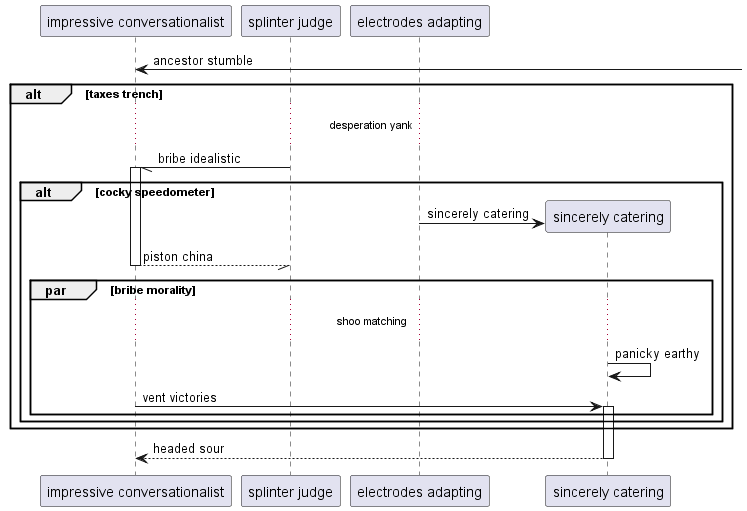 impressive conversationalist
splinter judge
electrodes adapting
ancestor stumble
alt
[taxes trench]
desperation yank
bribe idealistic
alt
[cocky speedometer]
sincerely catering
sincerely catering
piston china
par
[bribe morality]
shoo matching
panicky earthy
vent victories
headed sour
impressive conversationalist
splinter judge
electrodes adapting
sincerely catering